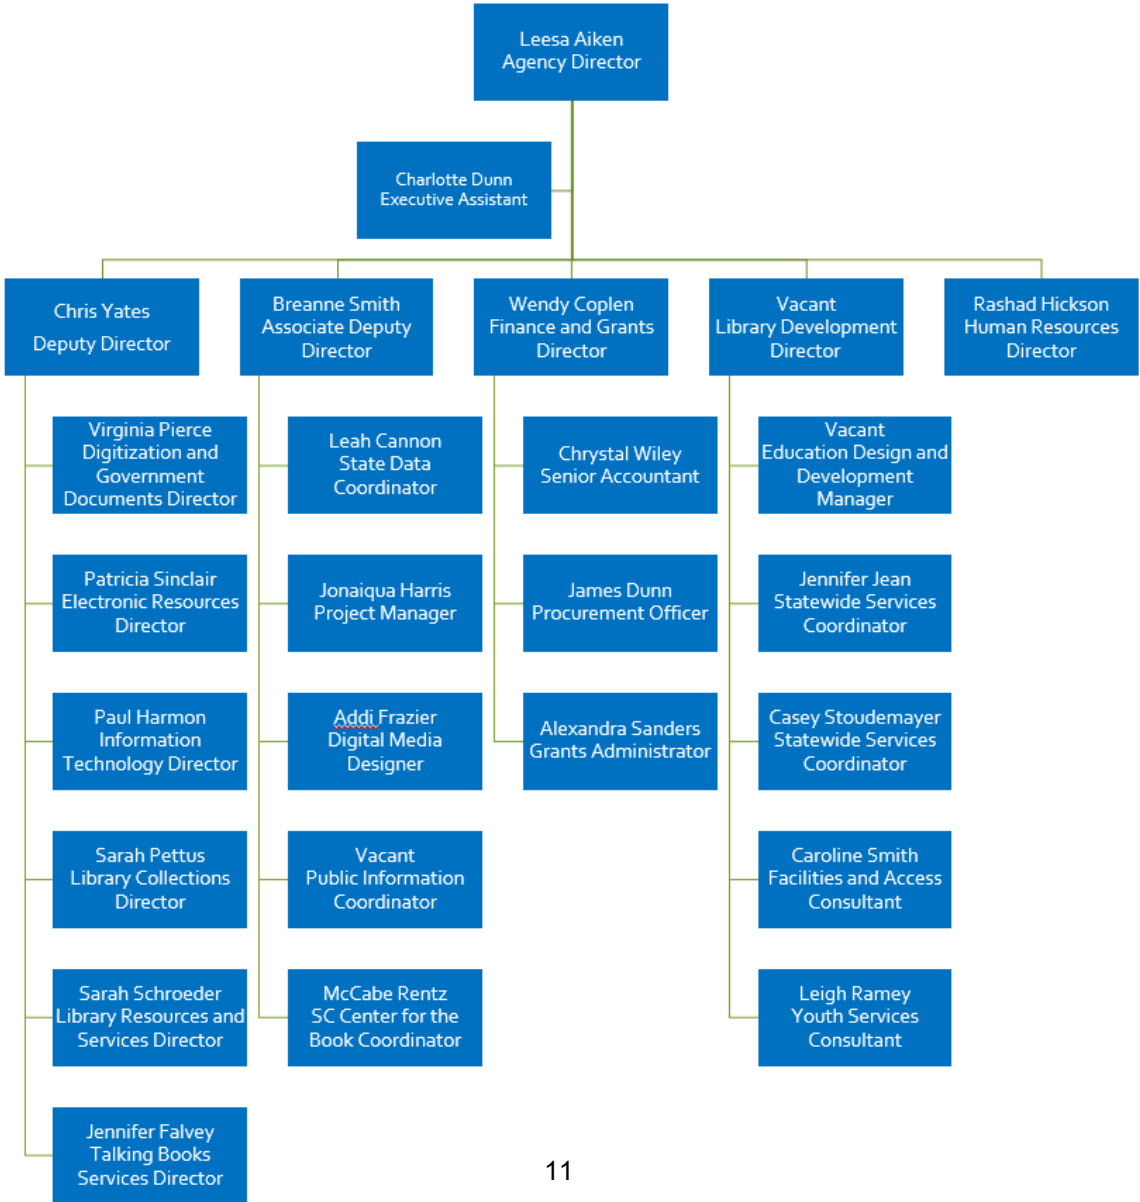 Leesa Aiken
Agency Director
Charlotte Dunn
Executive Assistant
Chris Yates
Deputy Director
Breanne Smith
Associate Deputy
Director
Wendy Coplen
Finance and Grants
Director
Vacant
Library Development
Director
Rashad Hickson
Human Resources
Director
Virginia Pierce
Digitization and
Government
Documents Director
Patricia Sinclair
Electronic Resources
Director
Paul Harmon
Information
Technology Director
Sarah Pettus
Library Collections
Director
Sarah Schroeder
Library Resources and
Services Director
Jennifer Falvey
Talking Books
Services Director
Leah Cannon
State Data
Coordinator
Jonaiqua Harris
Project Manager
Addi Frazier
Digital Media
Designer
Vacant
Public Information
Coordinator
McCabe Rentz
SC Center for the
Book Coordinator
Chrystal Wiley
Senior Accountant
James Dunn
Procurement Officer
Alexandra Sanders
Grants Administrator
Vacant
Education Design and
Development
Manager
Jennifer Jean
Statewide Services
Coordinator
Casey Stoudemayer
Statewide Services
Coordinator
Caroline Smith
Facilities and Access
Consultant
Leigh Ramey
Youth Services
Consultant
11